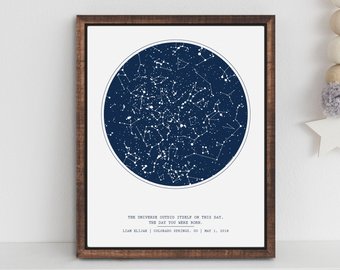 THE UNIVERSE OUTDID ITSELF ON THIS DAY.
THE DAY YOU WERE BORN.
LIAM ELIJAH | COLORADO SPRINGS, CO | MAY 1, 2018